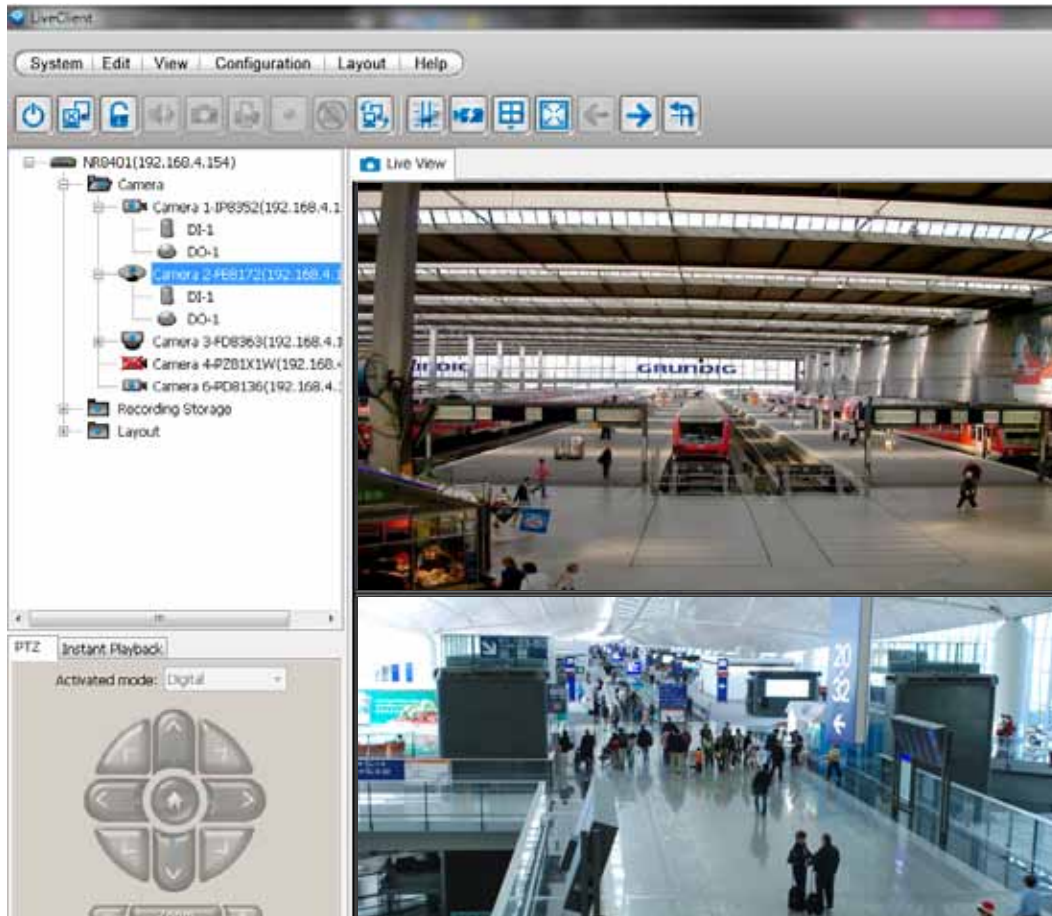 LiveClient
System Edit View Configuration Layout Help
NR8401(192.168.4.154)
Camera
Camera 1-IP8352(192.168.4.1
DI-1
DO-1
Camera 2-FE8172(192.168.4.1
DI-1
DO-1
Camera 3-FD8363(192.168.4.1
Camera 4-PZ81X1W(192.168.4
Camera 6-PD8136(192.168.4.
Recording Storage
Layout
Live View
GRUNDIG
PTZ Instant Playback
Activated mode: Digital